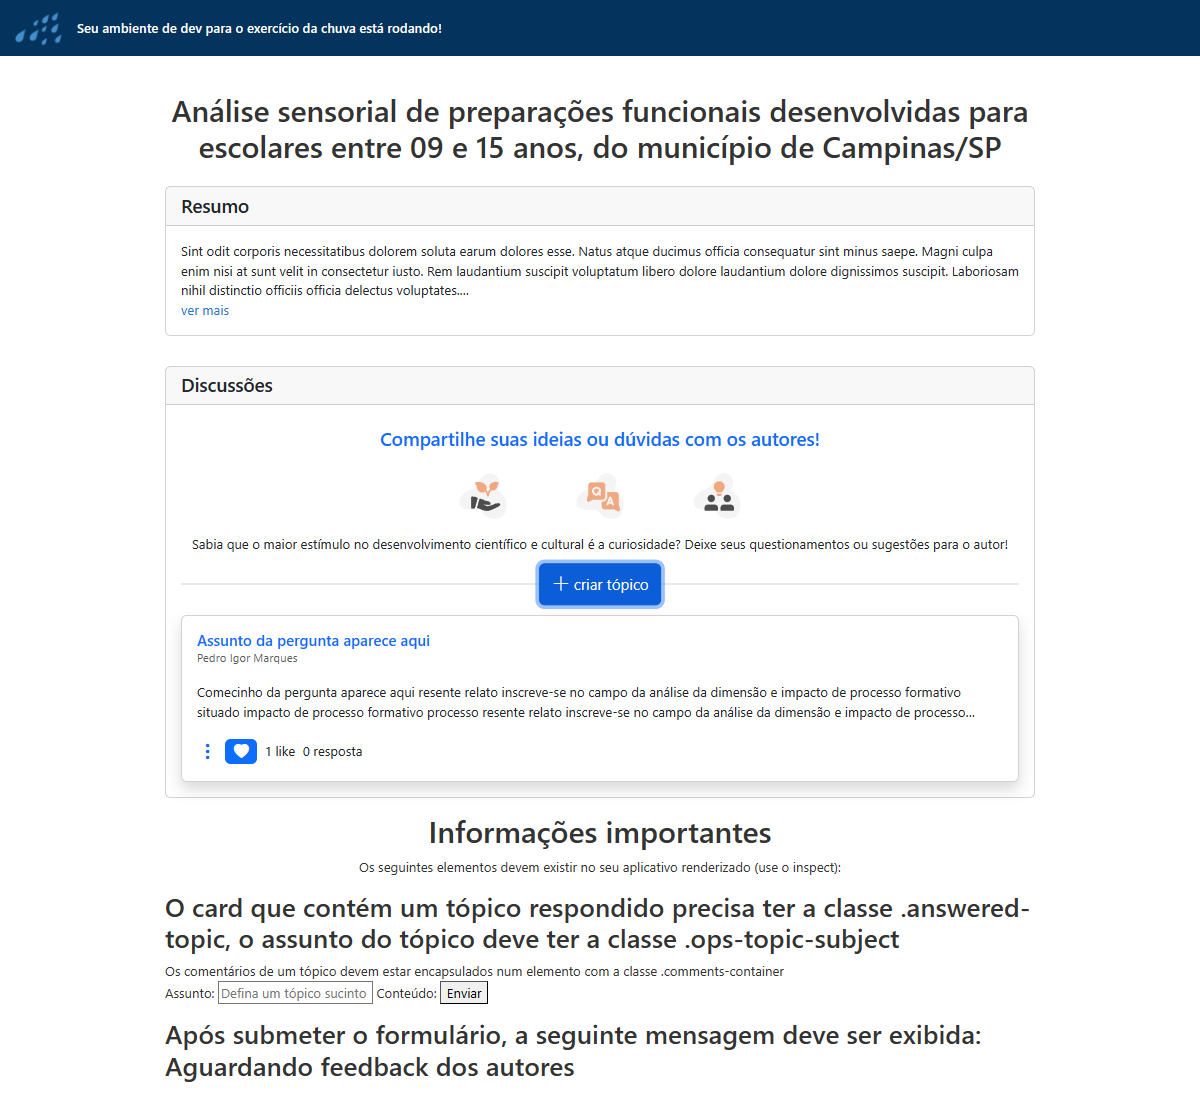 Seu ambiente de dev para o exercício da chuva está rodando!
Análise sensorial de preparações funcionais desenvolvidas para
escolares entre 09 e 15 anos, do município de Campinas/SP
Resumo
Sint odit corporis necessitatibus dolorem soluta earum dolores esse. Natus atque ducimus officia consequatur sint minus saepe. Magni culpa
enim nisi at sunt velit in consectetur iusto. Rem laudantium suscipit voluptatum libero dolore laudantium dolore dignissimos suscipit. Laboriosam
nihil distinctio officiis officia delectus voluptates....
ver mais
Discussões
Compartilhe suas ideias ou dúvidas com os autores!
Q A
Sabia que o maior estímulo no desenvolvimento científico e cultural é a curiosidade? Deixe seus questionamentos ou sugestões para o autor!
criar tópico
Assunto da pergunta aparece aqui
Pedro Igor Marques
Comecinho da pergunta aparece aqui resente relato inscreve-se no campo da análise da dimensão e impacto de processo formativo
situado impacto de processo formativo processo resente relato inscreve-se no campo da análise da dimensão e impacto de processo...
1 like 0 resposta
Informações importantes
Os seguintes elementos devem existir no seu aplicativo renderizado (use o inspect):
O card que contém um tópico respondido precisa ter a classe .answered-
topic, o assunto do tópico deve ter a classe .ops-topic-subject
Os comentários de um tópico devem estar encapsulados num elemento com a classe .comments-container
Assunto: Defina um tópico sucinto Conteúdo: Enviar
Após submeter o formulário, a seguinte mensagem deve ser exibida:
Aguardando feedback dos autores